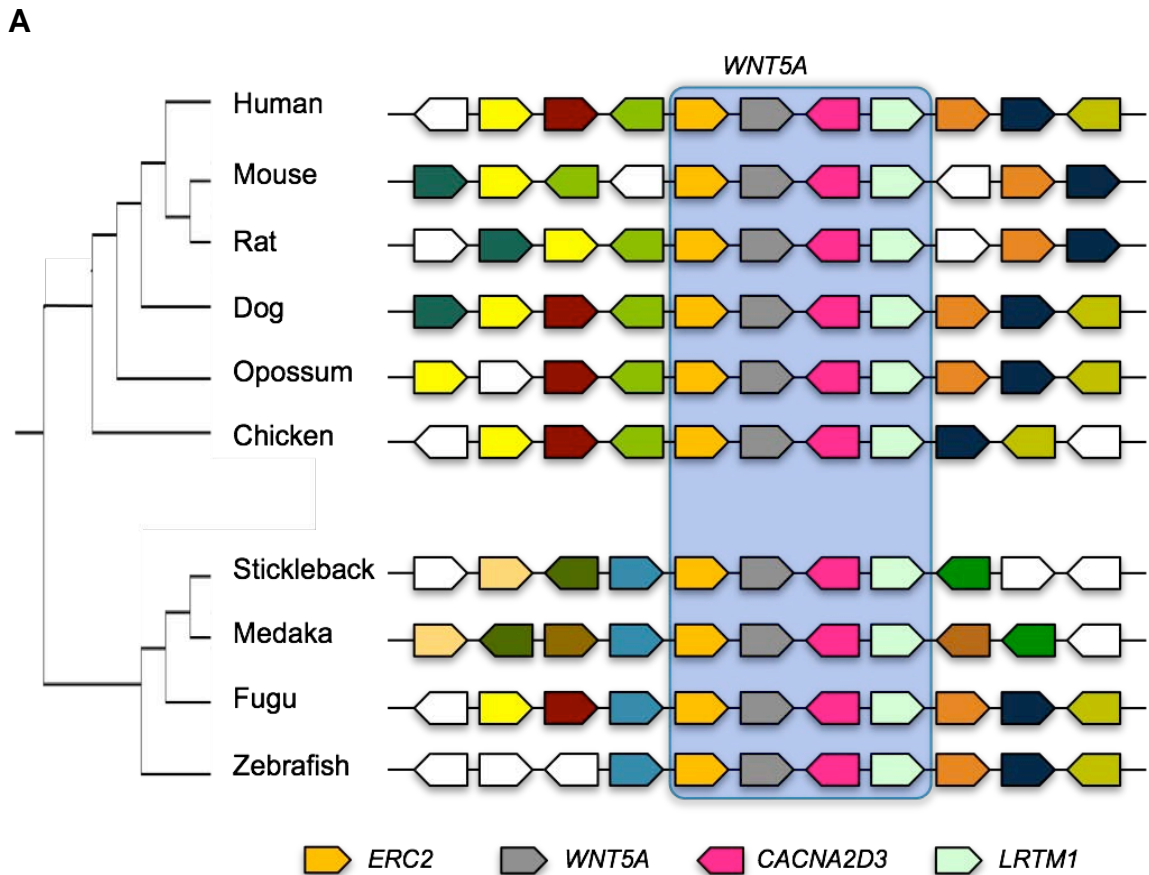 A
WNT5A
Human
Mouse
Rat
Dog
Opossum
Chicken
Stickleback
Medaka
Fugu
Zebrafish
ERC2 WNT5A CACNA2D3 LRTM1